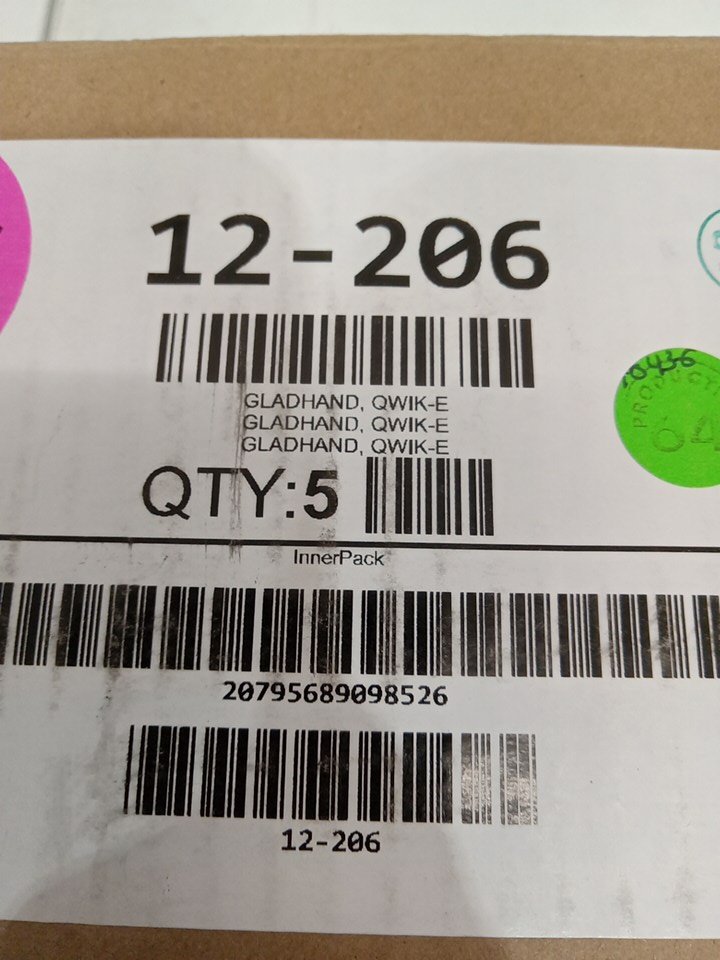 12-206
GLADHAND, QWIK-E
GLADHAND, QWIK-E
GLADHAND, QWIK-E
QTY:5
InnerPack
20795689098526
12-206